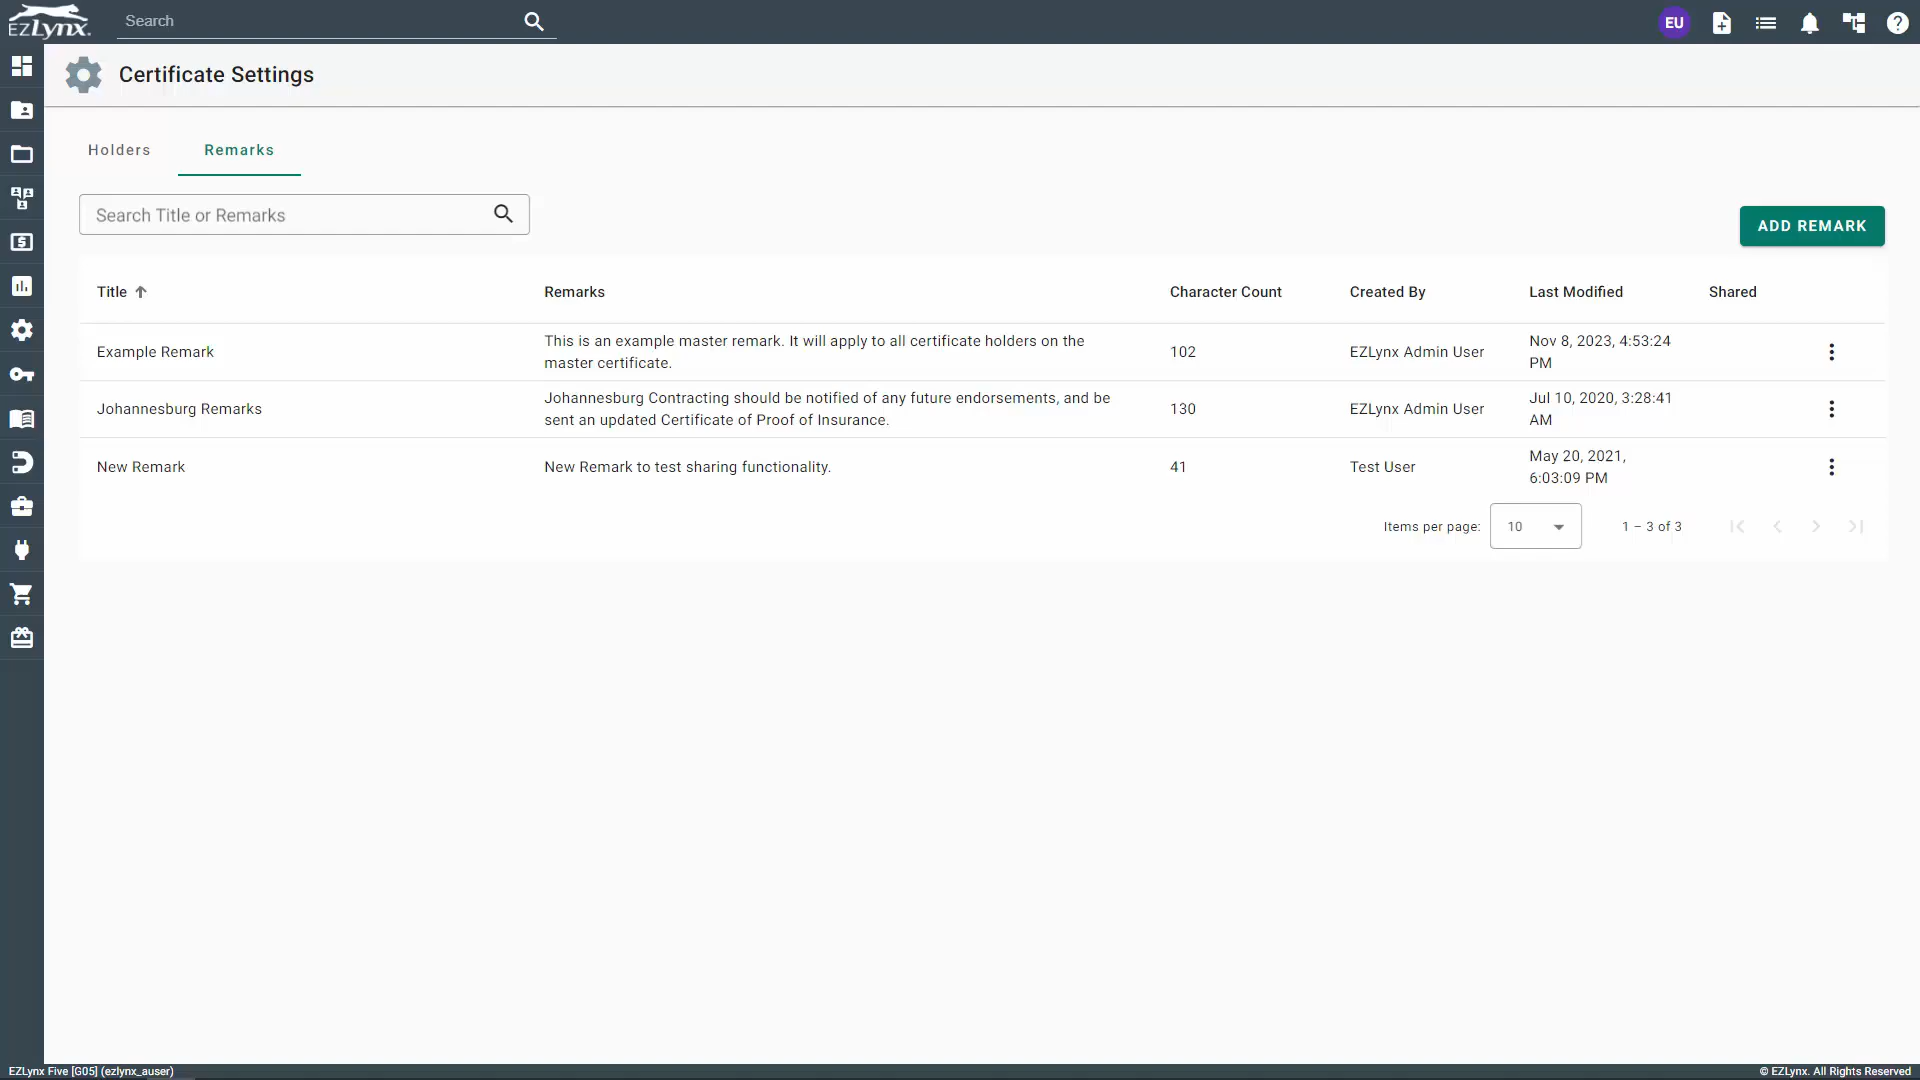 EZLynx.
Search
EU
Certificate Settings
Holders
Remarks
Search Title or Remarks
ADD REMARK
Title
Remarks
Character Count
Created By
Last Modified
Shared
Example Remark
This is an example master remark. It will apply to all certificate holders on the
master certificate.
102
EZLynx Admin User
Nov 8, 2023, 4:53:24
PM
Johannesburg Remarks
Johannesburg Contracting should be notified of any future endorsements, and be
sent an updated Certificate of Proof of Insurance.
130
EZLynx Admin User
Jul 10, 2020, 3:28:41
AM
New Remark
New Remark to test sharing functionality.
41
Test User
May 20, 2021,
6:03:09 PM
Items per page:
10
1 – 3 of 3
EZLynx Five [G05] (ezlynx_auser)
© EZLynx. All Rights Reserved